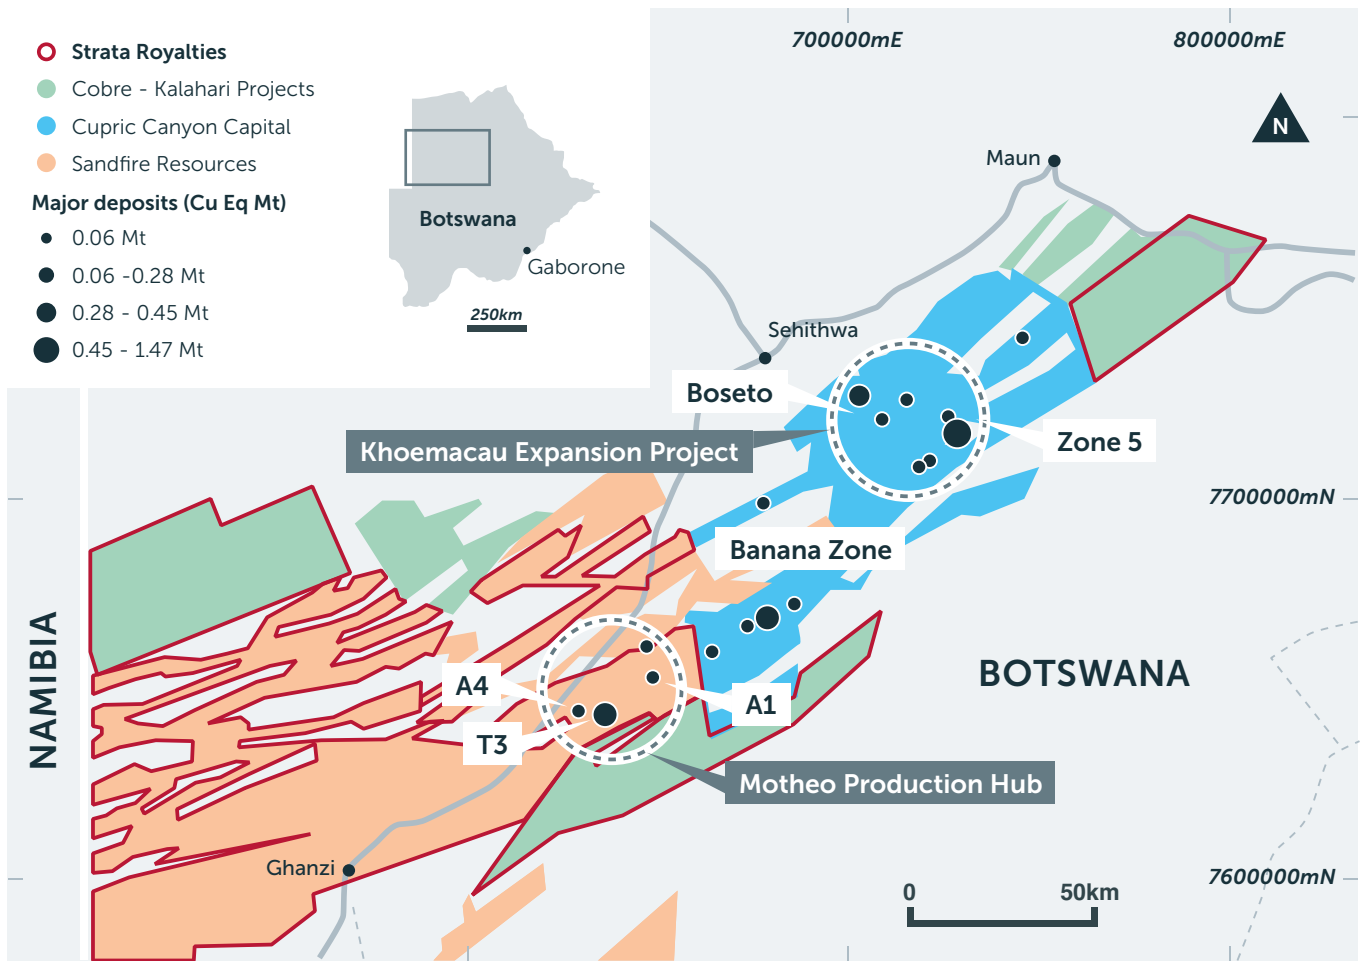 Strata Royalties
Cobre - Kalahari Projects
Cupric Canyon Capital
Sandfire Resources
Major deposits (Cu Eq Mt)
0.06 Mt
0.06 -0.28 Mt
0.28 - 0.45 Mt
0.45 - 1.47 Mt
Botswana
Gaborone
250km
700000mE
800000mE
N
Maun
Sehithwa
Boseto
Khoemacau Expansion Project
Zone 5
7700000mN
Banana Zone
NAMIBIA
BOTSWANA
A4
A1
T3
Motheo Production Hub
Ghanzi
7600000mN
0
50km